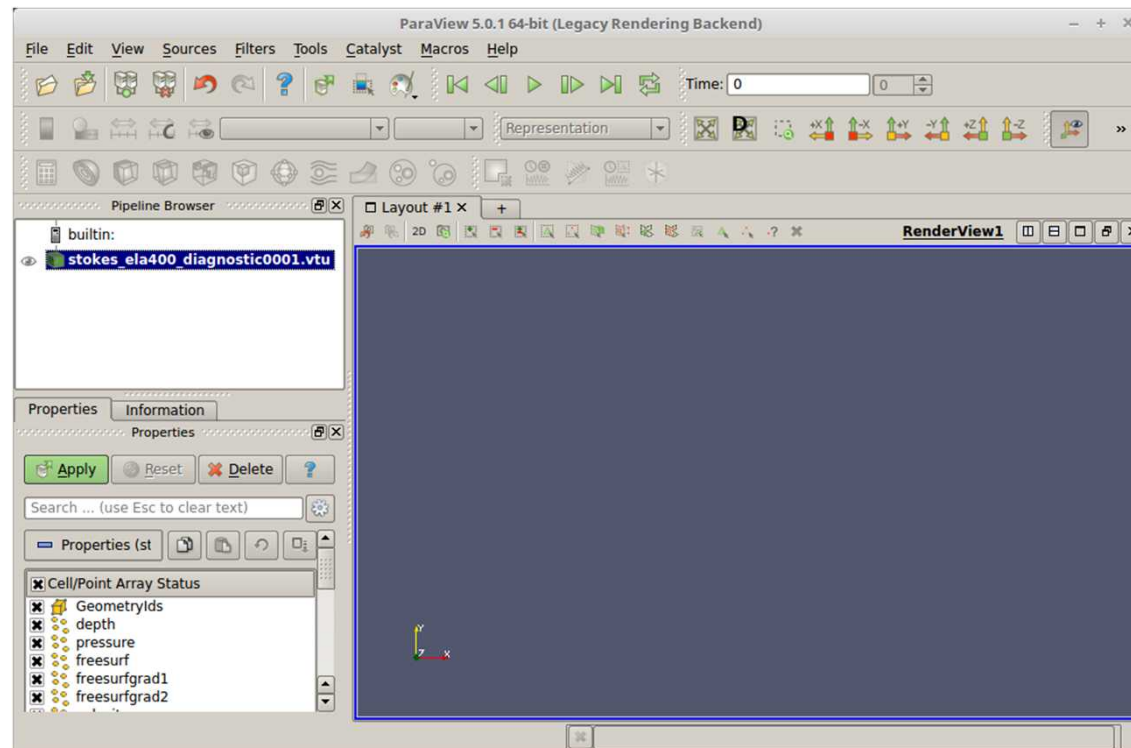 ParaView 5.0.1 64-bit (Legacy Rendering Backend)
File Edit View Sources Filters Tools Catalyst Macros Help
Time: 0 0
Representation
D +X -X +Y -Y +Z -Z »
Pipeline Browser
Layout #1 +
builtin:
2D RenderView1
stokes_ela400_diagnostic0001.vtu
Properties Information
Properties
Apply Reset Delete ?
Search ... (use Esc to clear text)
Properties (st
Cell/Point Array Status
GeometryIds
depth
pressure
freesurf
freesurfgrad1
freesurfgrad2
Y
Z X